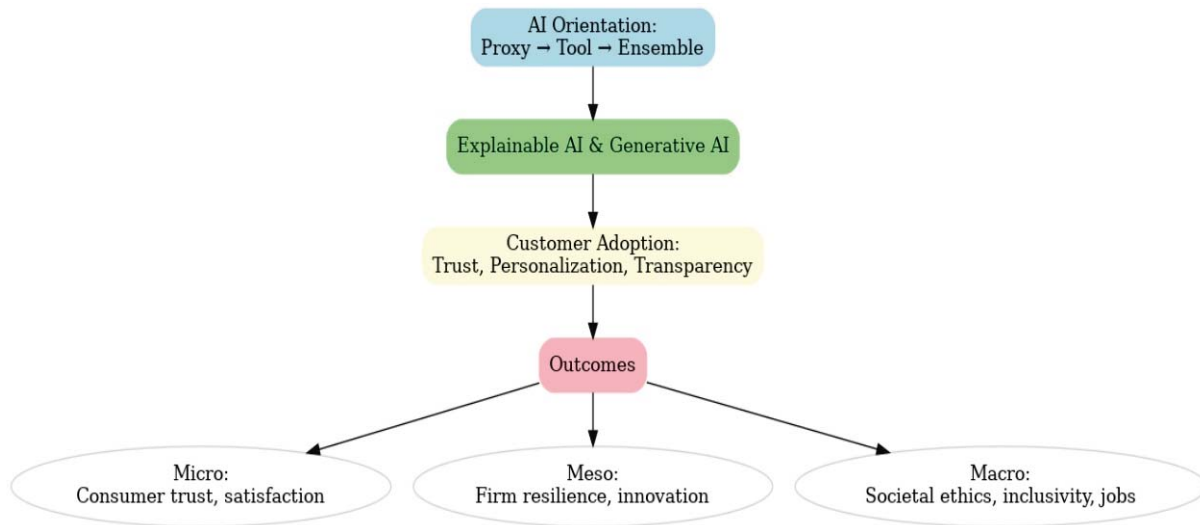 AI Orientation:
Proxy → Tool → Ensemble
Explainable AI & Generative AI
Customer Adoption:
Trust, Personalization, Transparency
Outcomes
Micro:
Consumer trust, satisfaction
Meso:
Firm resilience, innovation
Macro:
Societal ethics, inclusivity, jobs